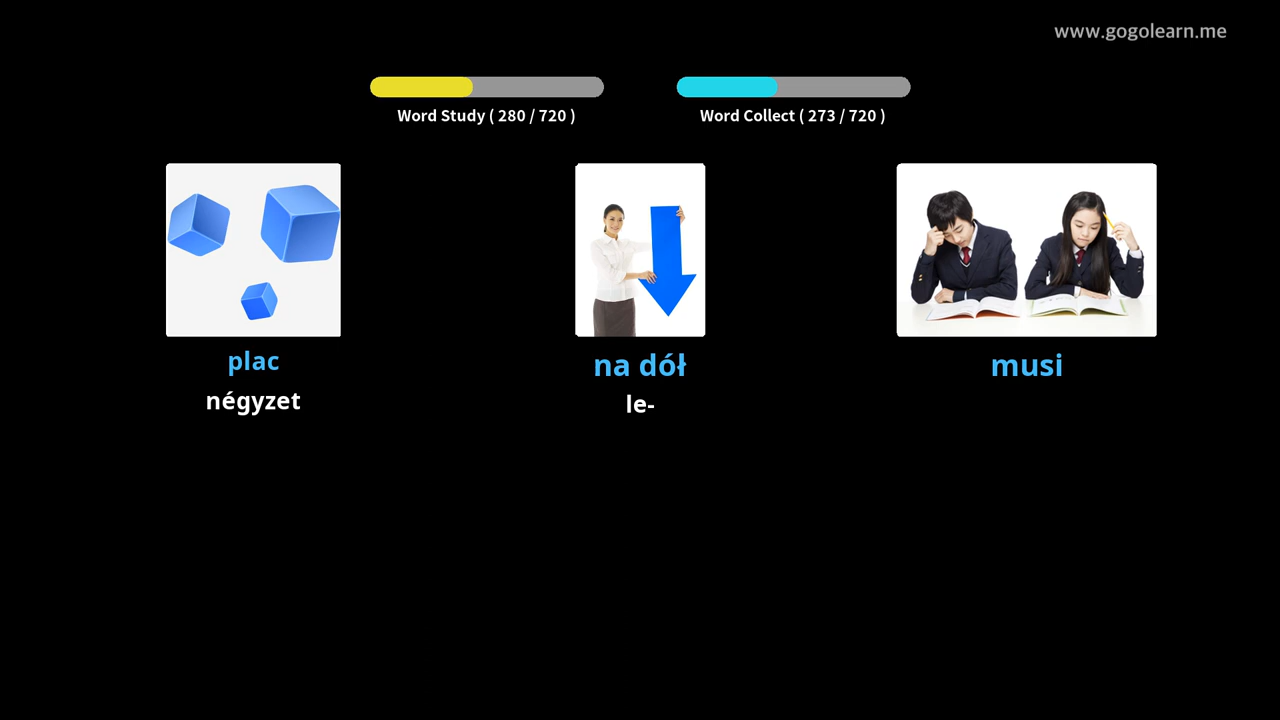 www.gogolearn.me
Word Study ( 280 / 720 )
Word Collect ( 273 / 720 )
plac
négyzet
na dół
le-
musi